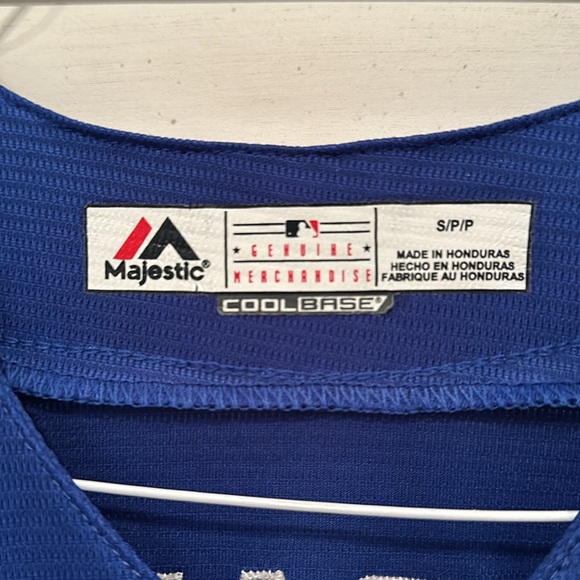 Majestic®
GENUINE
MERCHANDISE
S/P/P
MADE IN HONDURAS
HECHO EN HONDURAS
FABRIQUE AU HONDURAS
COOLBASE®